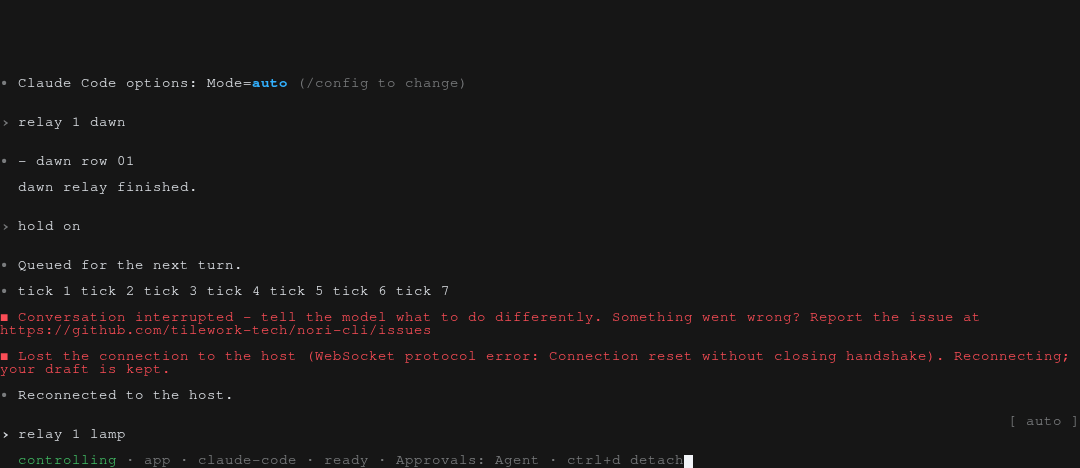 • Claude Code options: Mode=auto (/config to change)
› relay 1 dawn
• - dawn row 01
dawn relay finished.
› hold on
• Queued for the next turn.
• tick 1 tick 2 tick 3 tick 4 tick 5 tick 6 tick 7
■ Conversation interrupted - tell the model what to do differently. Something went wrong? Report the issue at
https://github.com/tilework-tech/nori-cli/issues
■ Lost the connection to the host (WebSocket protocol error: Connection reset without closing handshake). Reconnecting;
your draft is kept.
• Reconnected to the host.
[ auto ]
› relay 1 lamp
controlling · app · claude-code · ready · Approvals: Agent · ctrl+d detach